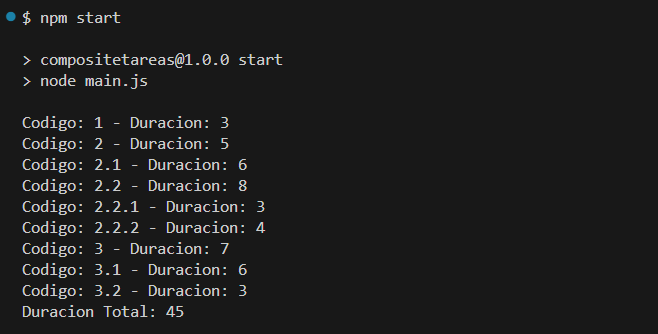 $ npm start
> compositetareas@1.0.0 start
> node main.js
Codigo: 1 - Duracion: 3
Codigo: 2 - Duracion: 5
Codigo: 2.1 - Duracion: 6
Codigo: 2.2 - Duracion: 8
Codigo: 2.2.1 - Duracion: 3
Codigo: 2.2.2 - Duracion: 4
Codigo: 3 - Duracion: 7
Codigo: 3.1 - Duracion: 6
Codigo: 3.2 - Duracion: 3
Duracion Total: 45